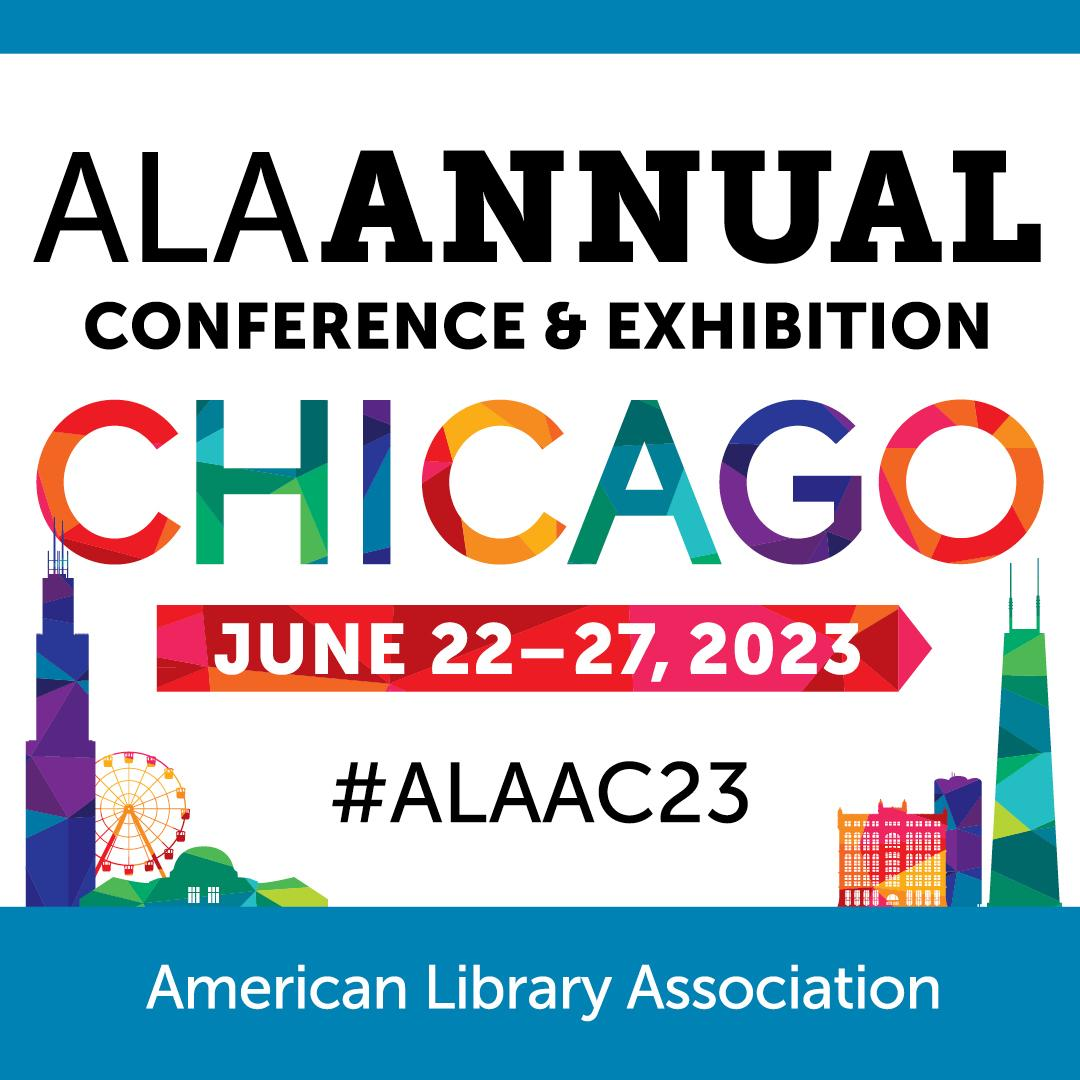 ALAANNUAL
CONFERENCE & EXHIBITION
CHICAGO
JUNE 22–27, 2023
#ALAAC23
American Library Association